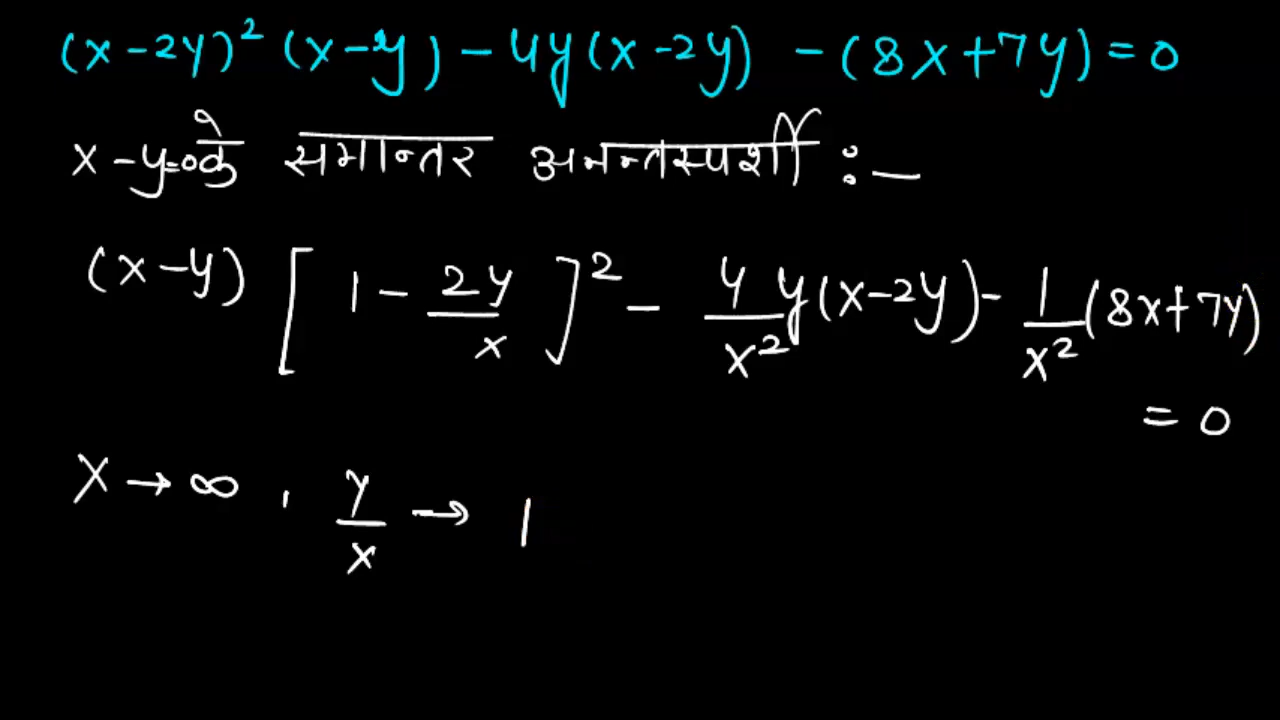 (x-2y)² (x-y) - 4y(x-2y) - (8x+7y) = 0
x-y=0 के समान्तर अनन्तस्पर्शी :-
(x-y) [1 - 2y/x]² - 4/x² y(x-2y) - 1/x² (8x+7y)
= 0
x → ∞ , y/x → 1